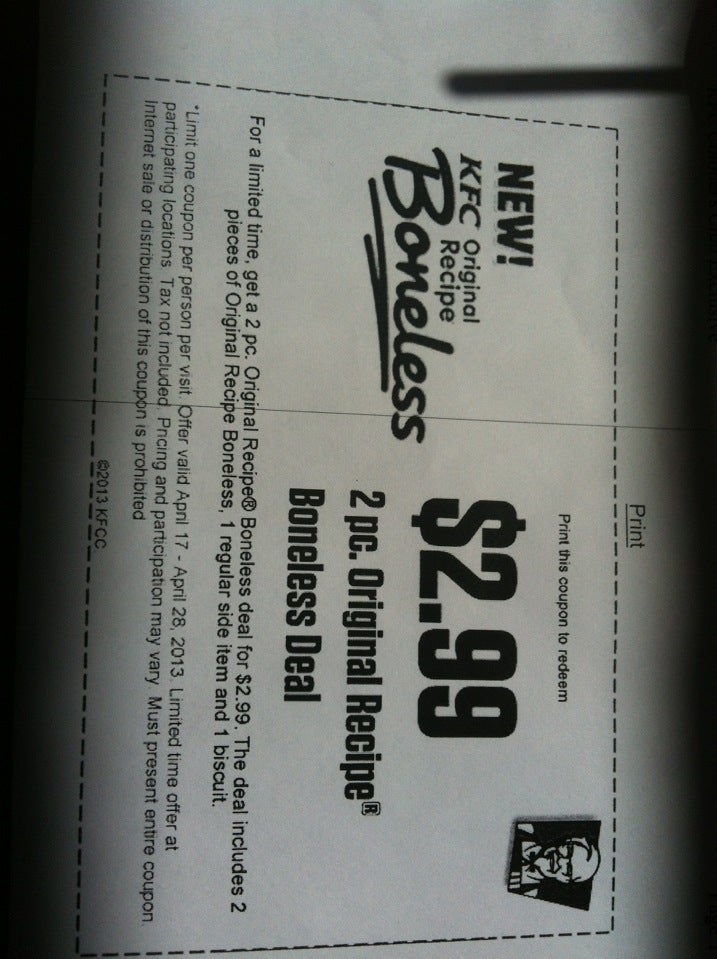 Print
Print this coupon to redeem
NEW!
KFC Original
Recipe
Boneless
$2.99
2 pc. Original Recipe®
Boneless Deal
For a limited time, get a 2 pc. Original Recipe® Boneless deal for $2.99. The deal includes 2
pieces of Original Recipe Boneless, 1 regular side item and 1 biscuit.
*Limit one coupon per person per visit. Offer valid April 17 - April 28, 2013. Limited time offer at
participating locations. Tax not included. Pricing and participation may vary. Must present entire coupon.
Internet sale or distribution of this coupon is prohibited
©2013 KFCC